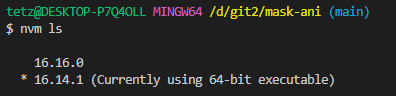 tetz@DESKTOP-P7Q4OLL MINGW64 /d/git2/mask-ani (main)
$ nvm ls
16.16.0
* 16.14.1 (Currently using 64-bit executable)